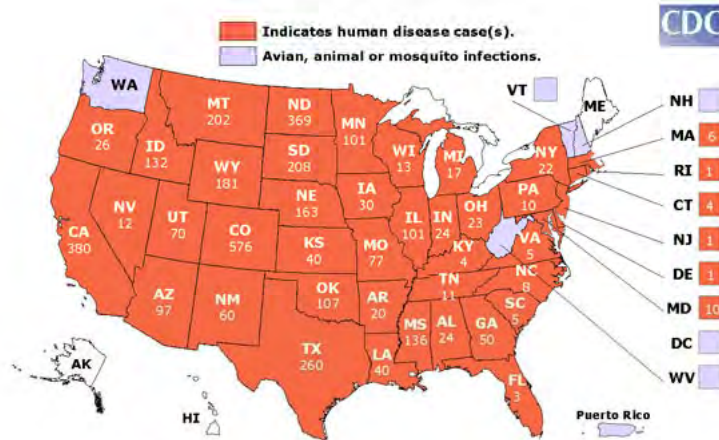 Indicates human disease case(s).
Avian, animal or mosquito infections.
CDC
WA
MT
202
ND
369
MN
101
VT
ME
NH
OR
26
ID
132
WY
181
SD
208
WI
13
MI
17
NY
22
MA
6
RI
1
CT
4
NJ
1
DE
1
MD
10
DC
WV
CA
380
NV
12
UT
70
CO
576
NE
163
KS
40
IA
30
MO
77
IL
101
IN
24
OH
23
PA
10
KY
4
VA
5
AZ
97
NM
60
OK
107
AR
20
TN
11
NC
8
SC
5
MS
136
AL
24
GA
50
TX
260
LA
40
FL
3
AK
HI
Puerto Rico